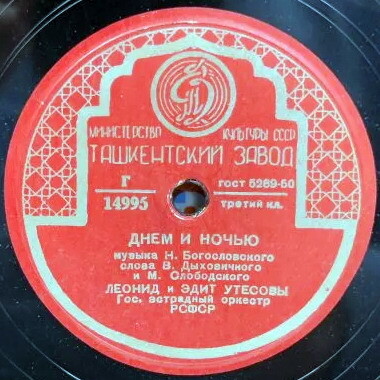 МИНИСТЕРСТВО КУЛЬТУРЫ СССР
ТАШКЕНТСКИЙ ЗАВОД
Г
14995
ГОСТ 5289-50
третий кл.
ДНЕМ И НОЧЬЮ
музыка Н. Богословского
слова В. Дыховичного
и М. Слободского
ЛЕОНИД и ЭДИТ УТЕСОВЫ
Гос. эстрадный оркестр
РСФСР